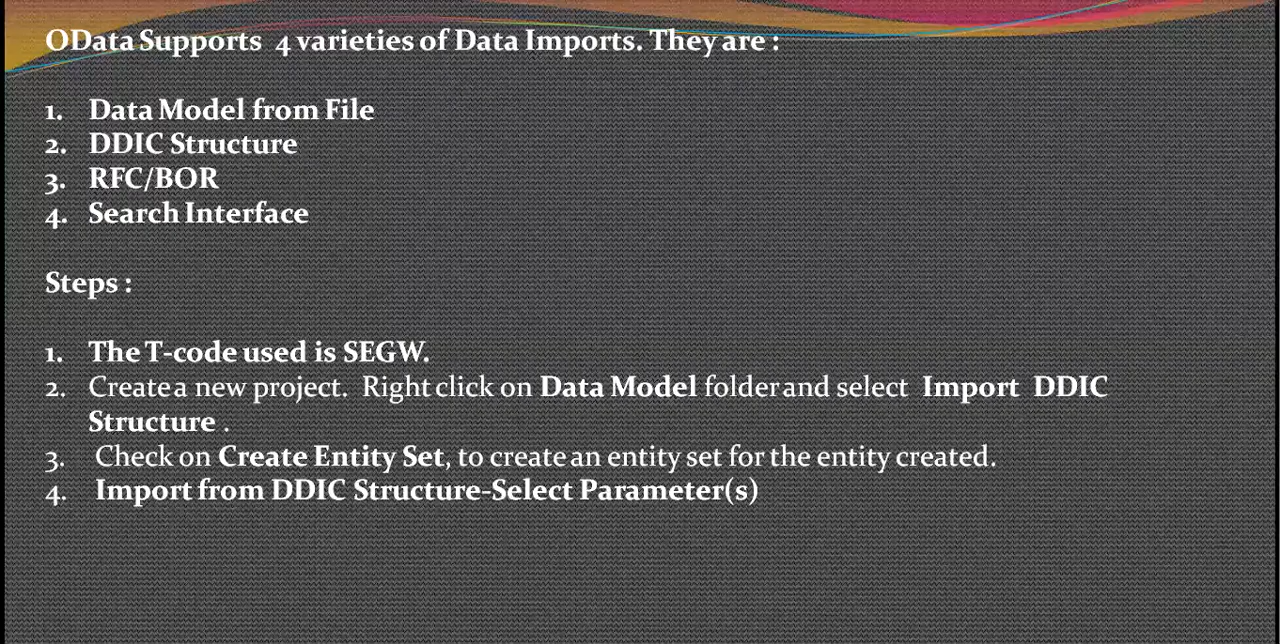 OData Supports 4 varieties of Data Imports. They are :
1. Data Model from File
2. DDIC Structure
3. RFC/BOR
4. Search Interface
Steps :
1. The T-code used is SEGW.
2. Create a new project. Right click on Data Model folder and select Import DDIC
Structure .
3. Check on Create Entity Set, to create an entity set for the entity created.
4. Import from DDIC Structure-Select Parameter(s)